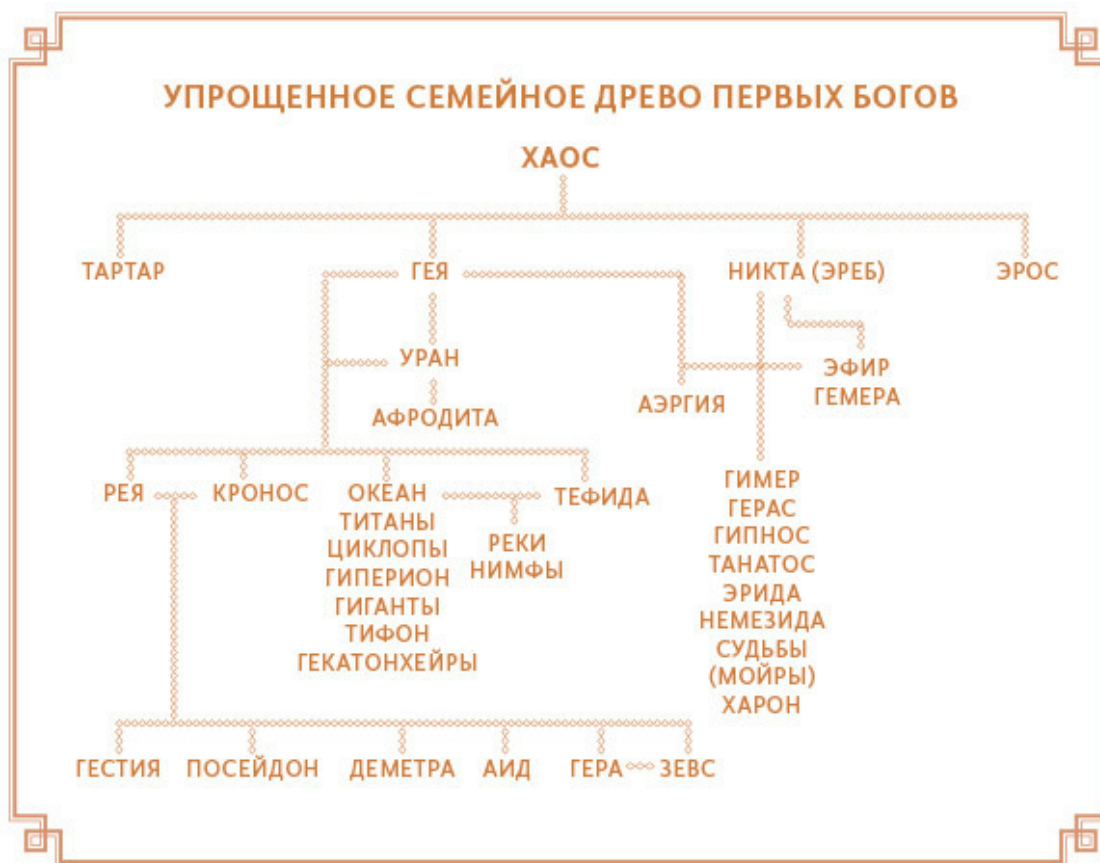 УПРОЩЕННОЕ СЕМЕЙНОЕ ДРЕВО ПЕРВЫХ БОГОВ
ХАОС
ТАРТАР
ГЕЯ
НИКТА (ЭРЕБ)
ЭРОС
УРАН
АФРОДИТА
АЭРГИЯ
ЭФИР
ГЕМЕРА
РЕЯ
КРОНОС
ОКЕАН
ТИТАНЫ
ЦИКЛОПЫ
ГИПЕРИОН
ГИГАНТЫ
ТИФОН
ГЕКАТОНХЕЙРЫ
РЕКИ
НИМФЫ
ТЕФИДА
ГИМЕР
ГЕРАС
ГИПНОС
ТАНАТОС
ЭРИДА
НЕМЕЗИДА
СУДЬБЫ
(МОЙРЫ)
ХАРОН
ГЕСТИЯ
ПОСЕЙДОН
ДЕМЕТРА
АИД
ГЕРА
ЗЕВС